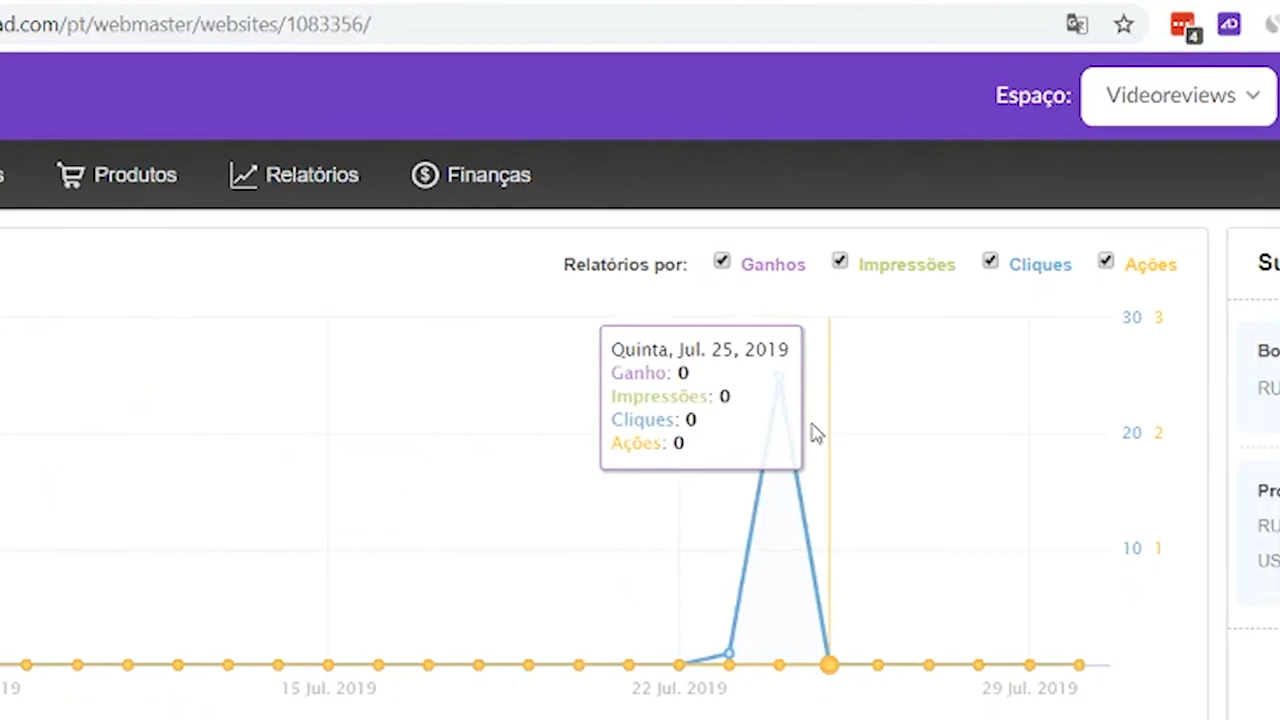 ad.com/pt/webmaster/websites/1083356/
4
Espaço: Videoreviews
s Produtos Relatórios Finanças
Relatórios por: Ganhos Impressões Cliques Ações
Su
30 3
Quinta, Jul. 25, 2019
Ganho: 0
Impressões: 0
Cliques: 0
Ações: 0
Bo
RU
20 2
Pro
RU
10 1
US
19 15 Jul. 2019 22 Jul. 2019 29 Jul. 2019